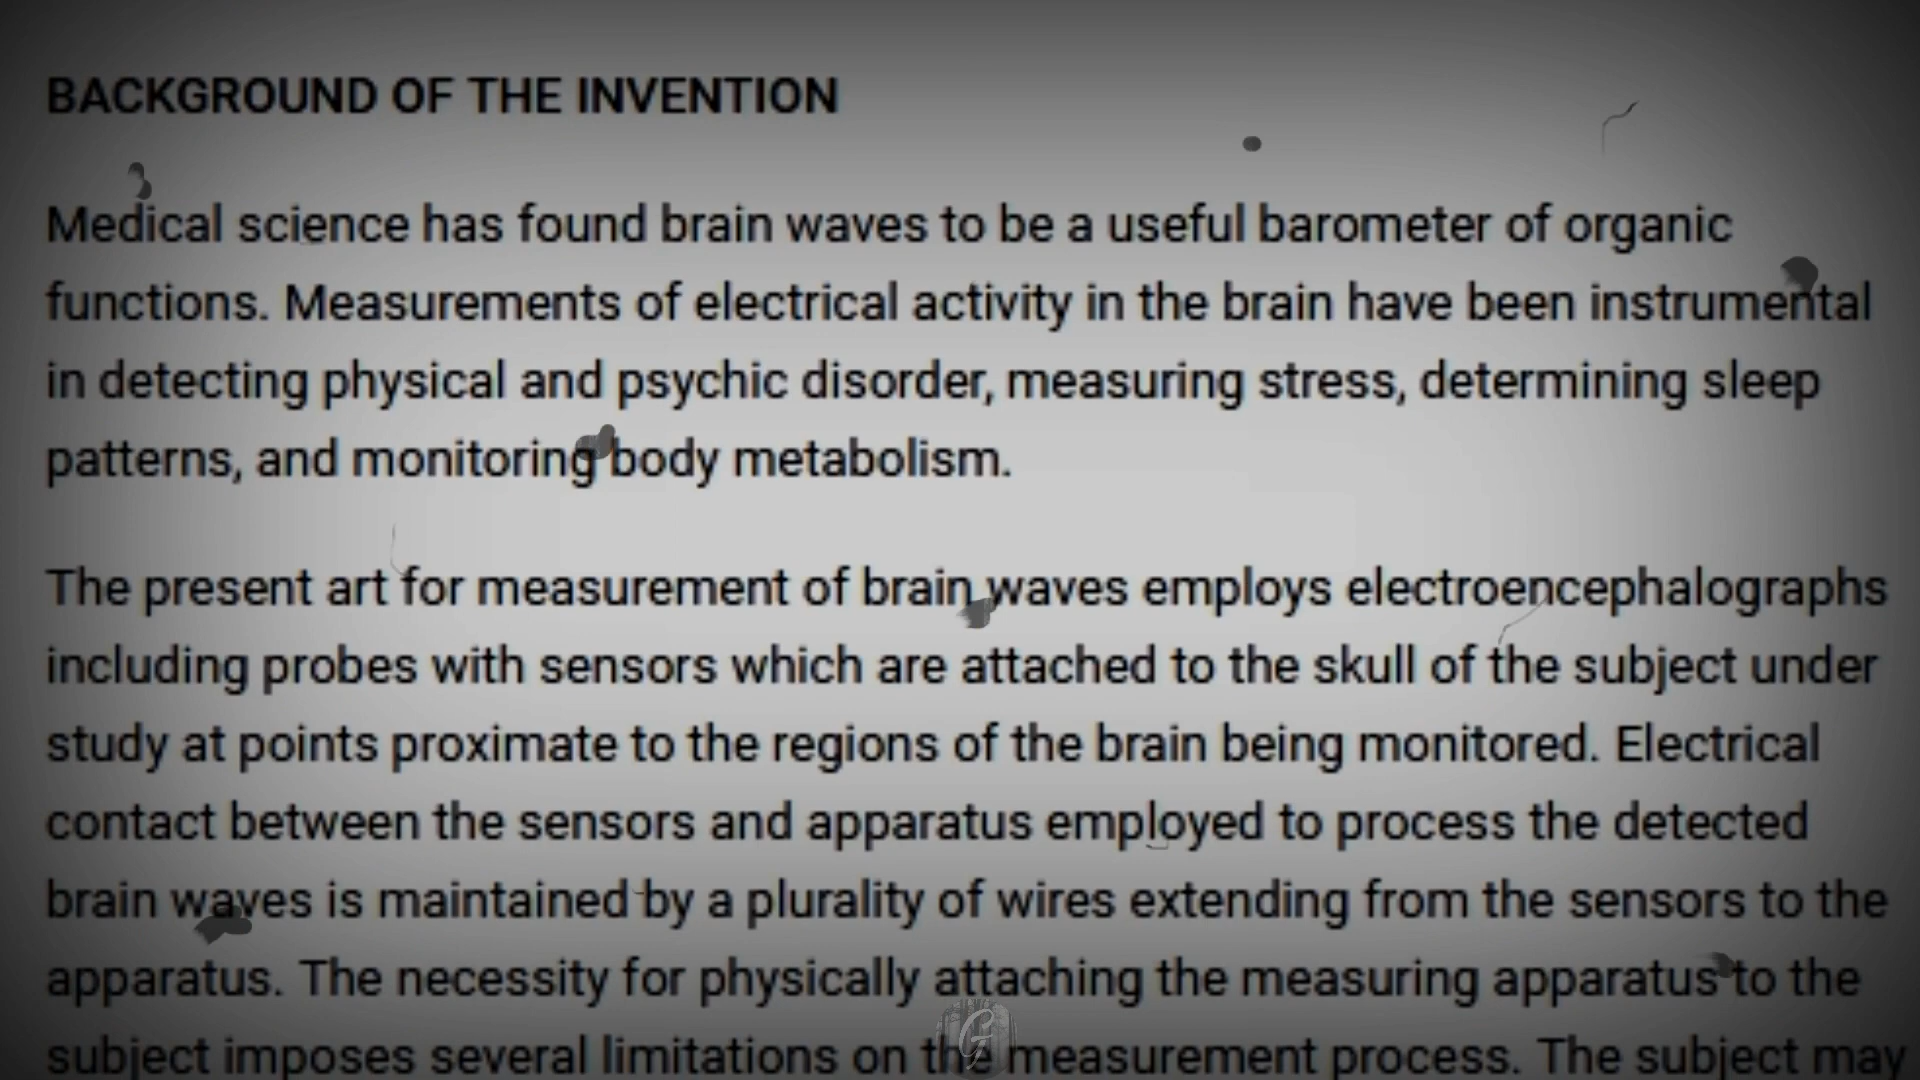 BACKGROUND OF THE INVENTION
Medical science has found brain waves to be a useful barometer of organic
functions. Measurements of electrical activity in the brain have been instrumental
in detecting physical and psychic disorder, measuring stress, determining sleep
patterns, and monitoring body metabolism.
The present art for measurement of brain waves employs electroencephalographs
including probes with sensors which are attached to the skull of the subject under
study at points proximate to the regions of the brain being monitored. Electrical
contact between the sensors and apparatus employed to process the detected
brain waves is maintained by a plurality of wires extending from the sensors to the
apparatus. The necessity for physically attaching the measuring apparatus to the
subject imposes several limitations on the measurement process. The subject may
G